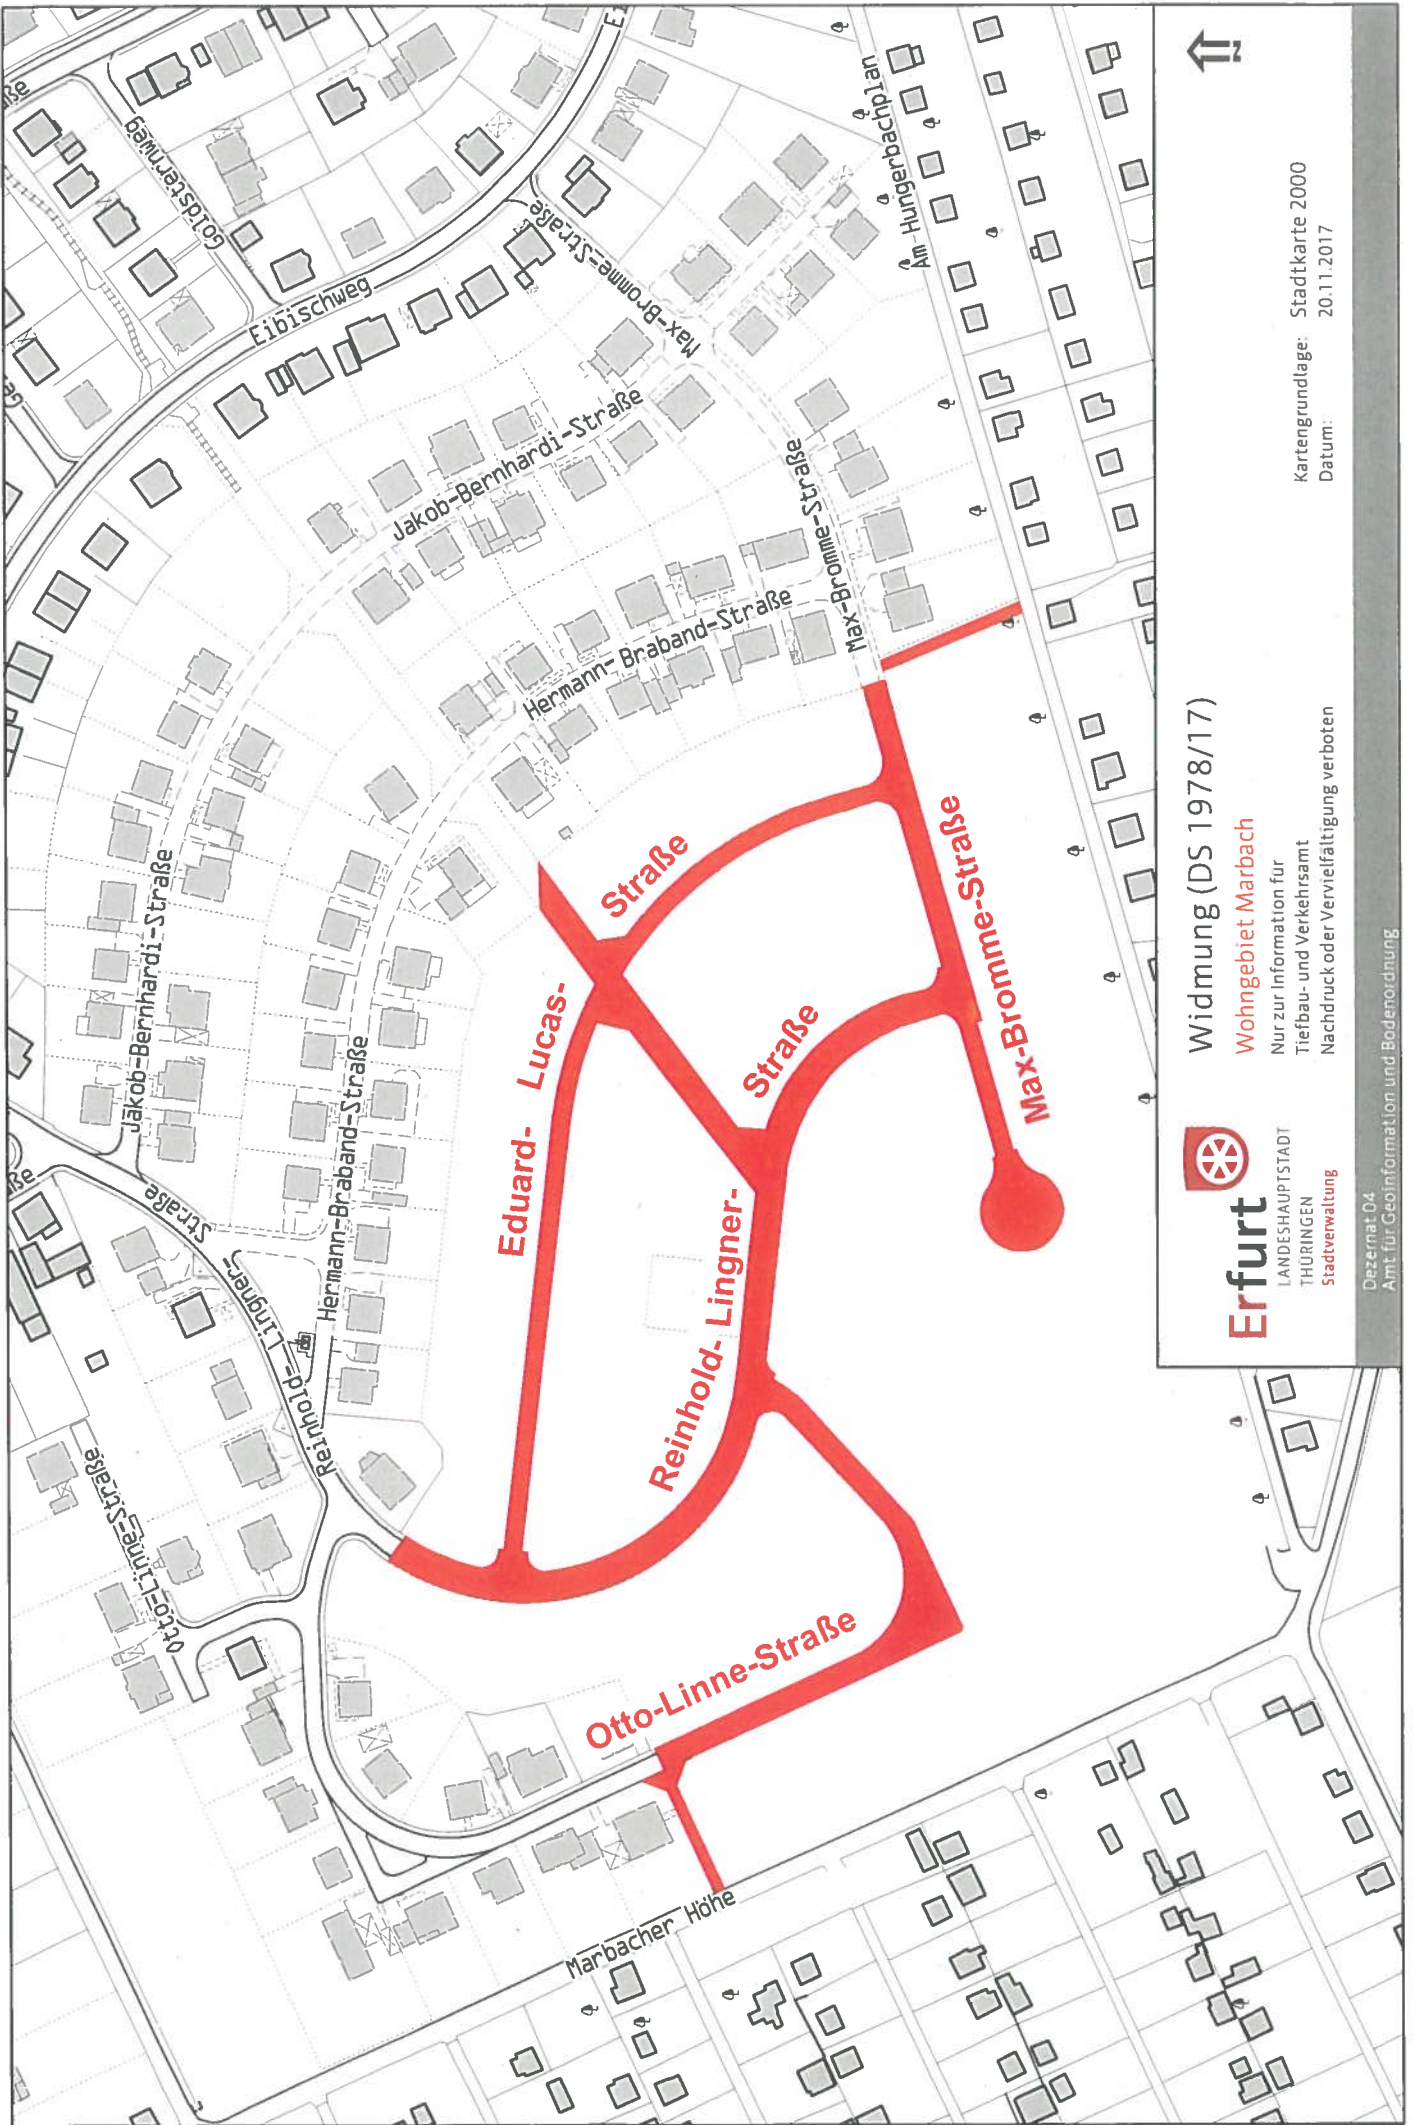 Goldsternweg
Eibischweg
Max-Bromme-Straße
Am Hungerbachplan
Jakob-Bernhardi-Straße
Max-Bromme-Straße
Hermann-Braband-Straße
Jakob-Bernhardi-Straße
Hermann-Braband-Straße
Reinhold-Lingner-Straße
Otto-Linne-Straße
Marbacher Höhe
Eduard-Lucas-Straße
Reinhold-Lingner-Straße
Max-Bromme-Straße
Otto-Linne-Straße
Erfurt
LANDESHAUPTSTADT
THÜRINGEN
Stadtverwaltung
Widmung (DS 1978/17)
Wohngebiet Marbach
Nur zur Information für
Tiefbau- und Verkehrsamt
Nachdruck oder Vervielfältigung verboten
Kartengrundlage: Stadtkarte 2000
Datum: 20.11.2017
N
Dezernat 04
Amt für Geoinformation und Bodenordnung